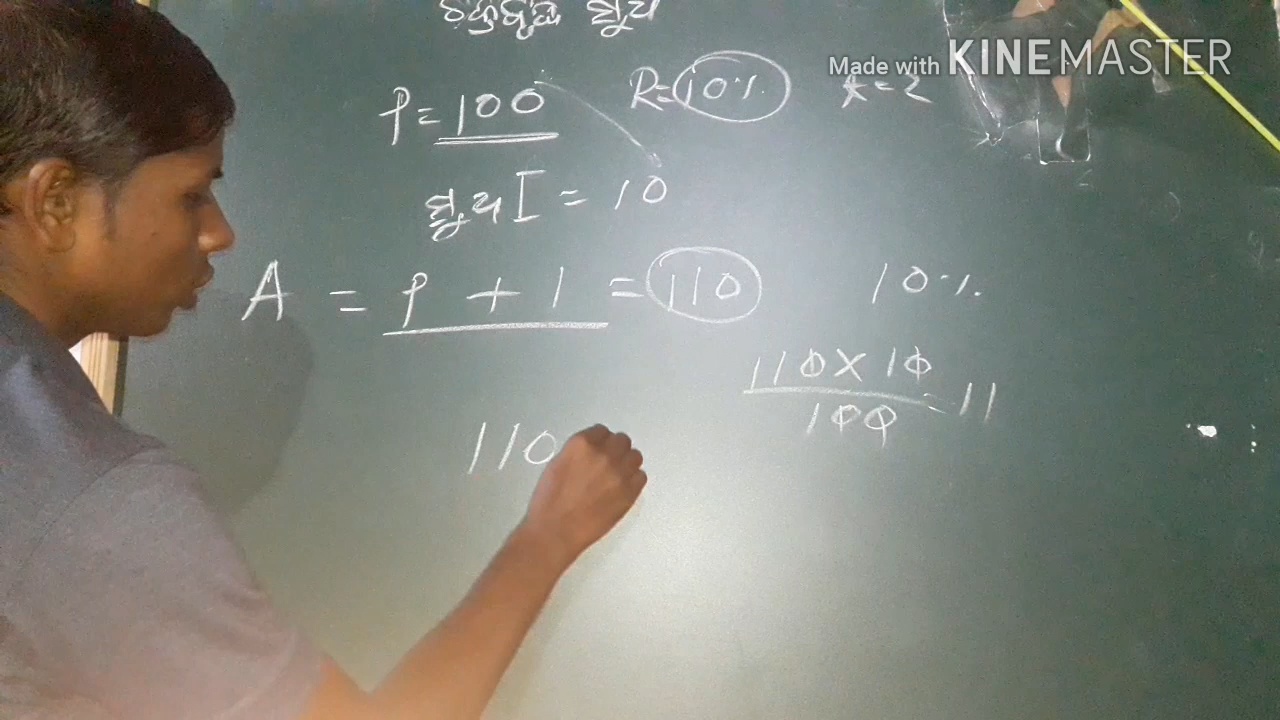 ଚକ୍ରବୃଦ୍ଧି ସୁଧ
Made with KINEMASTER
P = 100 R = 10% t = 2
ସୁଧ I = 10
A = P + I = 110 10%
110 × 10
100 = 11
110